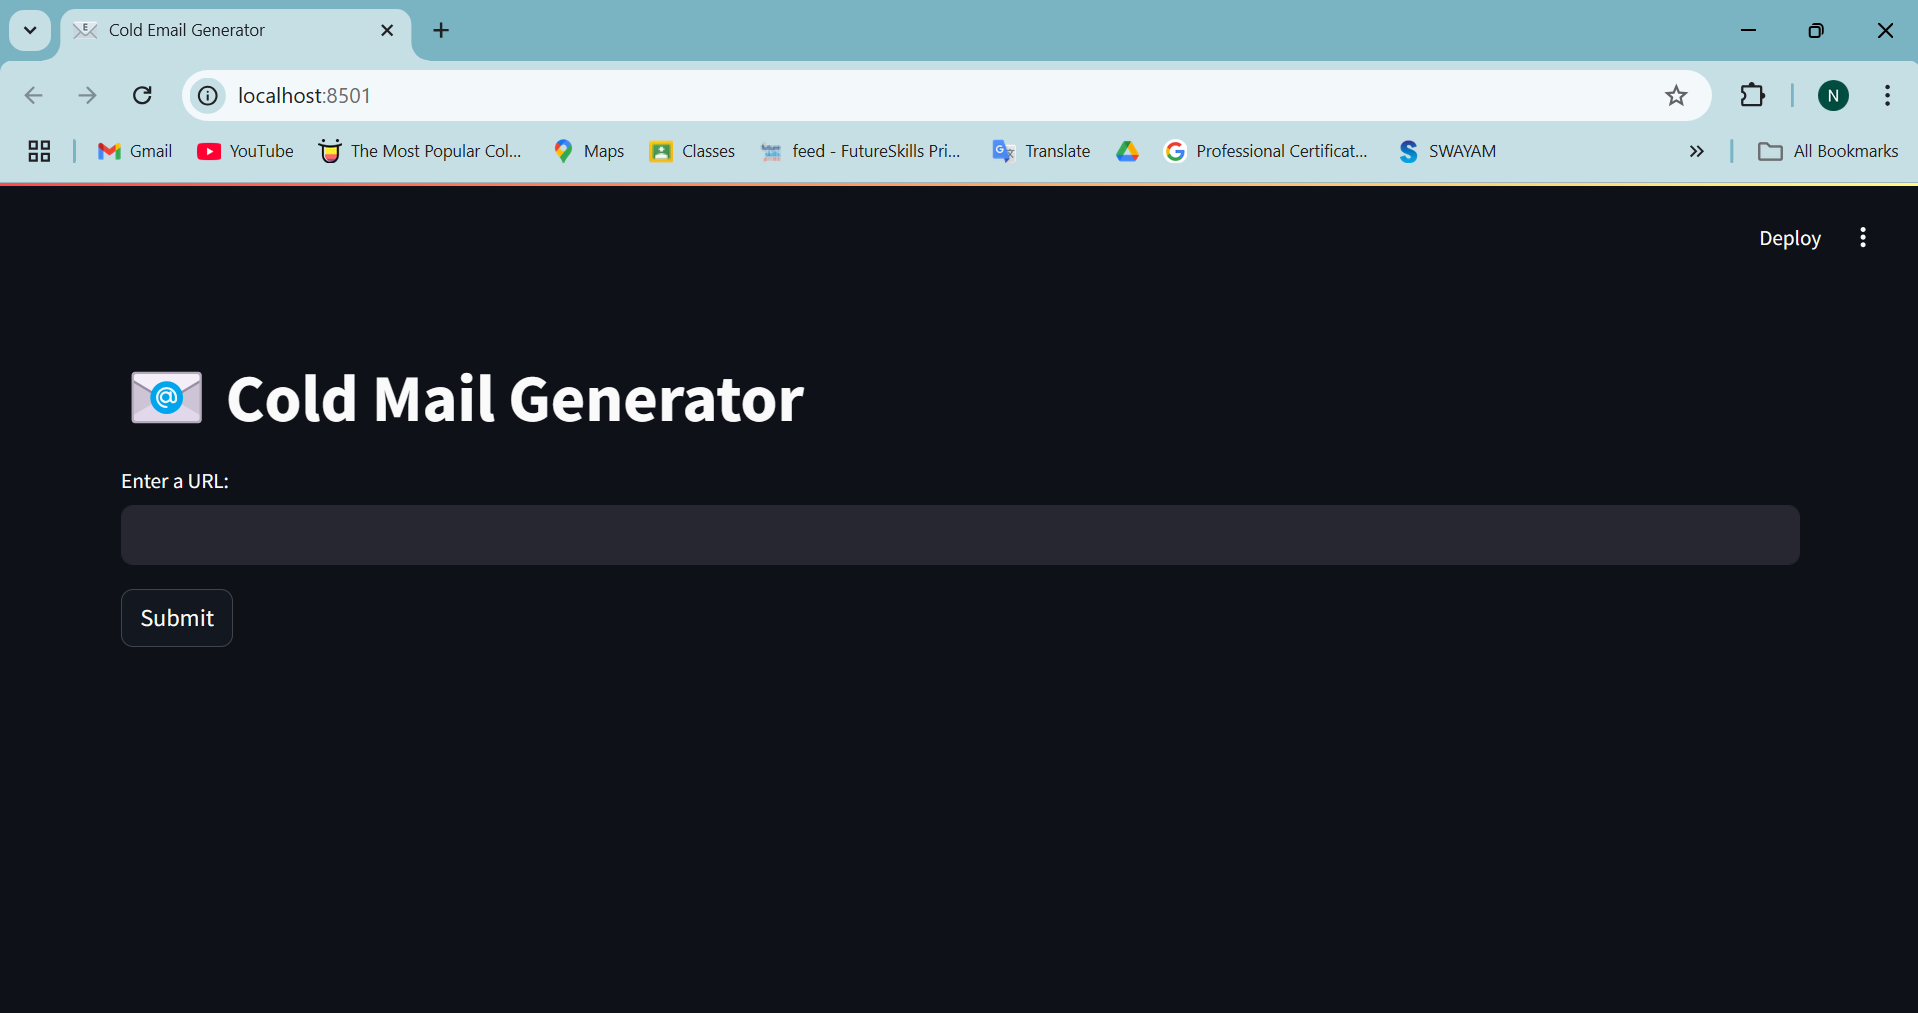 Cold Email Generator
localhost:8501
N
Gmail
YouTube
The Most Popular Col...
Maps
Classes
feed - FutureSkills Pri...
Translate
Professional Certificat...
SWAYAM
All Bookmarks
Deploy
Cold Mail Generator
Enter a URL:
Submit